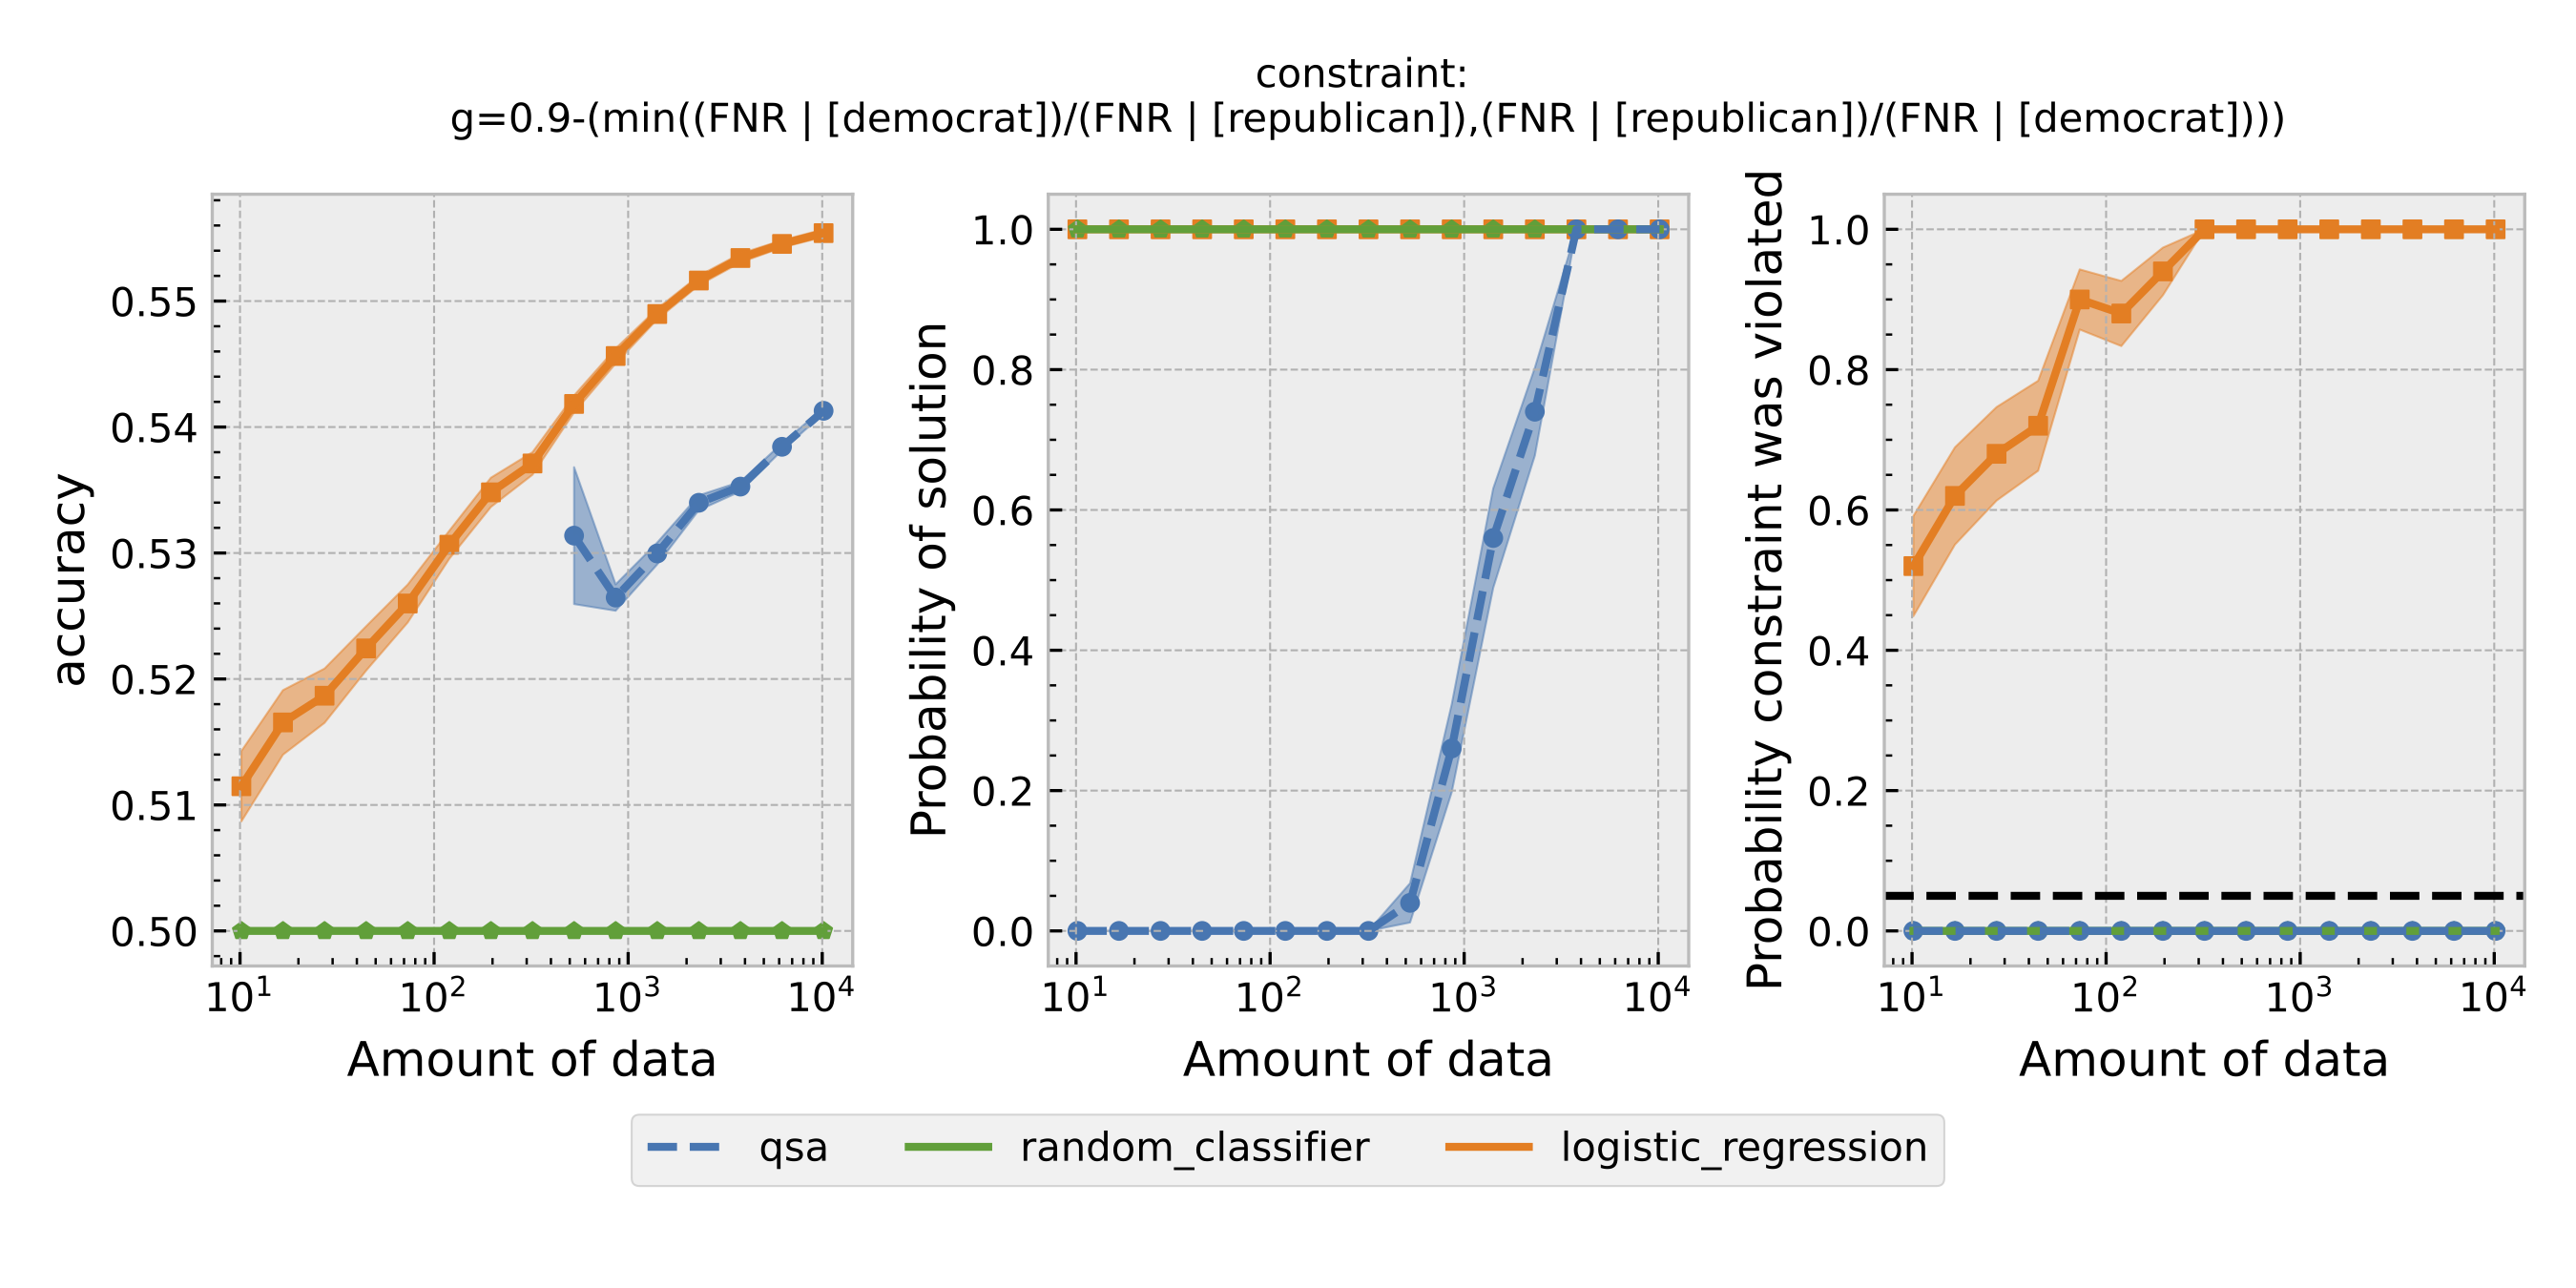 constraint:
g=0.9-(min((FNR | [democrat])/(FNR | [republican]),(FNR | [republican])/(FNR | [democrat])))
accuracy
0.55
0.54
0.53
0.52
0.51
0.50
10¹ 10² 10³ 10⁴
Amount of data
Probability of solution
1.0
0.8
0.6
0.4
0.2
0.0
10¹ 10² 10³ 10⁴
Amount of data
Probability constraint was violated
1.0
0.8
0.6
0.4
0.2
0.0
10¹ 10² 10³ 10⁴
Amount of data
qsa random_classifier logistic_regression